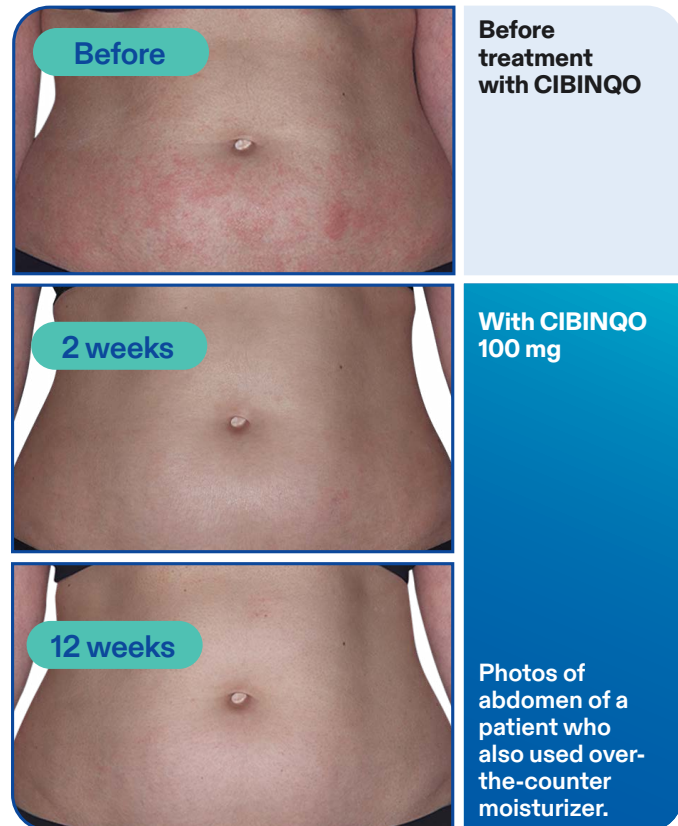 Before
Before
treatment
with CIBINQO
2 weeks
With CIBINQO
100 mg
12 weeks
Photos of
abdomen of a
patient who
also used over-
the-counter
moisturizer.